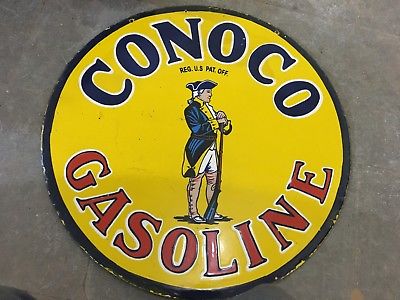 CONOCO
REG. U.S. PAT. OFF.
GASOLINE